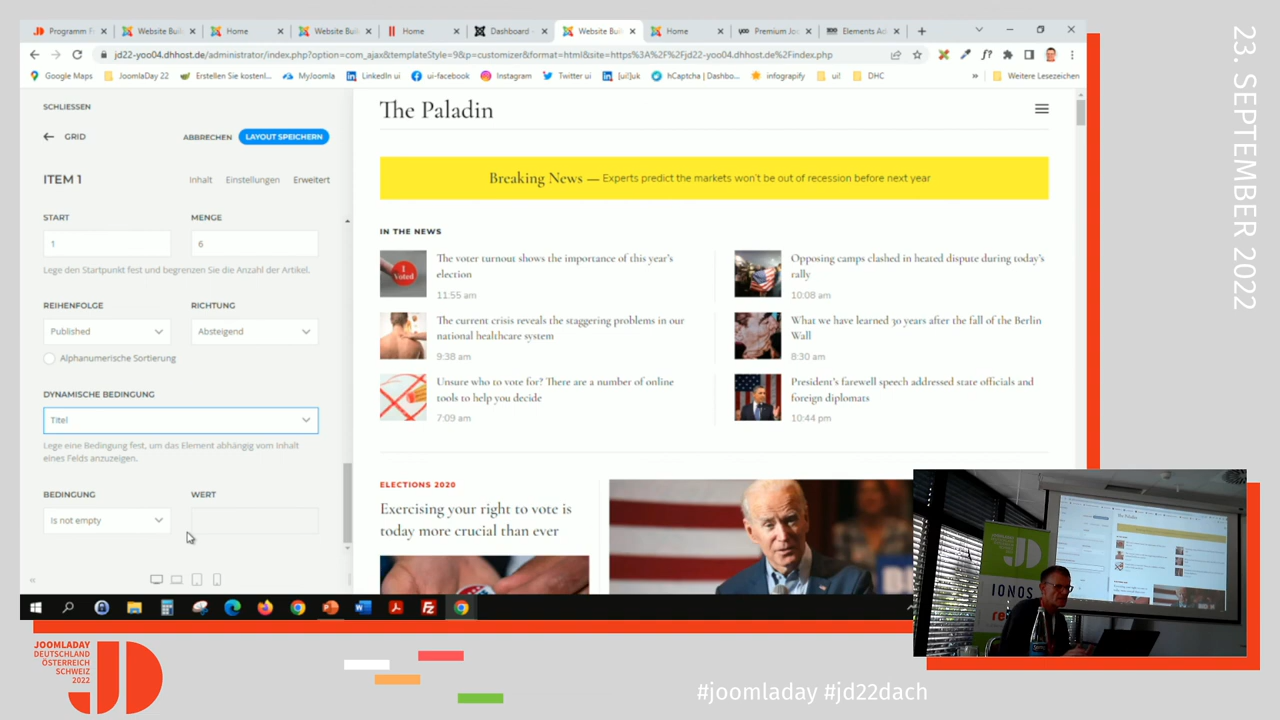 Programm F
Website Buil
Home
Website Buil
Home
Dashboard
Website Buil
Home
Premium Jo
Elements Ad
jd22-yoo04.dhhost.de/administrator/index.php?option=com_ajax&templateStyle=9&p=customizer&format=html&site=https%3A%2F%2Fjd22-yoo04.dhhost.de%2Findex.php
Google Maps
JoomlaDay 22
Erstellen Sie kostenl...
MyJoomla
LinkedIn ui
ui-facebook
Instagram
Twitter ui
[ui!]uk
hCaptcha | Dashbo...
infograpify
ui!
DHC
»
Weitere Lesezeichen
SCHLIESSEN
GRID
ABBRECHEN
LAYOUT SPEICHERN
ITEM 1
Inhalt
Einstellungen
Erweitert
START
MENGE
1
6
Lege den Startpunkt fest und begrenzen Sie die Anzahl der Artikel.
REIHENFOLGE
RICHTUNG
Published
Absteigend
Alphanumerische Sortierung
DYNAMISCHE BEDINGUNG
Titel
Lege eine Bedingung fest, um das Element abhängig vom Inhalt
eines Felds anzuzeigen.
BEDINGUNG
WERT
Is not empty
The Paladin
Breaking News — Experts predict the markets won't be out of recession before next year
IN THE NEWS
I
Voted
The voter turnout shows the importance of this year's
election
11:55 am
Opposing camps clashed in heated dispute during today's
rally
10:08 am
The current crisis reveals the staggering problems in our
national healthcare system
9:38 am
What we have learned 30 years after the fall of the Berlin
Wall
8:30 am
Unsure who to vote for? There are a number of online
tools to help you decide
7:09 am
President's farewell speech addressed state officials and
foreign diplomats
10:44 pm
ELECTIONS 2020
Exercising your right to vote is
today more crucial than ever
23. SEPTEMBER 2022
IONOS
JOOMLADAY
DEUTSCHLAND
ÖSTERREICH
SCHWEIZ
2022
#joomladay #jd22dach